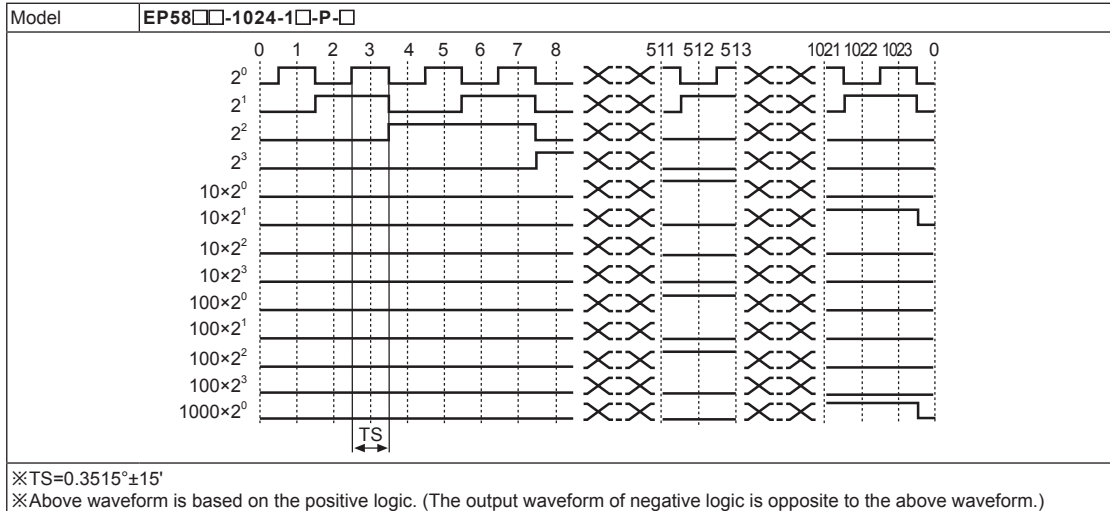 Model EP58□□-1024-1□-P-□
0 1 2 3 4 5 6 7 8 511 512 513 1021 1022 1023 0
2⁰
2¹
2²
2³
10×2⁰
10×2¹
10×2²
10×2³
100×2⁰
100×2¹
100×2²
100×2³
1000×2⁰
TS
※TS=0.3515°±15'
※Above waveform is based on the positive logic. (The output waveform of negative logic is opposite to the above waveform.)